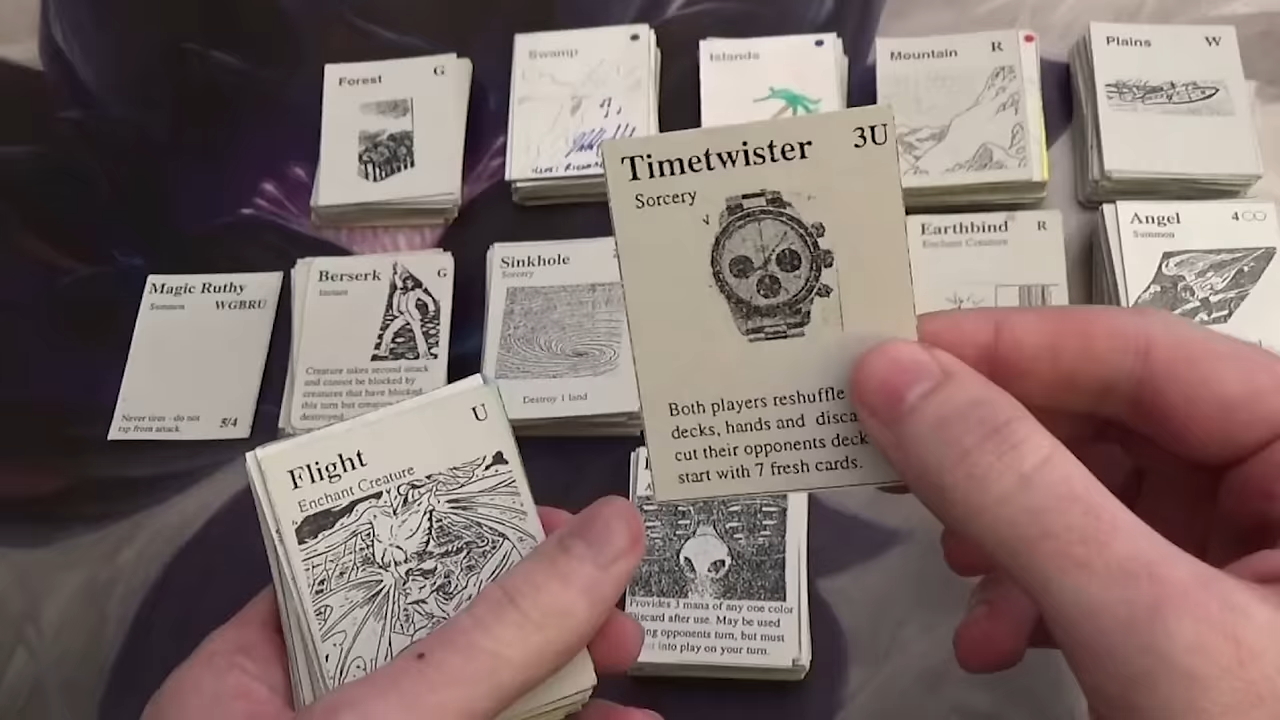 Forest G
Swamp
Islands
Mountain R
Plains W
Timetwister 3U
Sorcery
Both players reshuffle
decks, hands and
cut their opponents deck
start with 7 fresh cards.
Earthbind R
Enchant Creature
Angel 4
Summon
Magic Ruthy
Summon WGBRU
Never tires - do not
tap from attack. 5/4
Berserk G
Instant
Creature takes second attack
and cannot be blocked by
creatures that have blocked
this turn but
destroyed
Sinkhole
Sorcery
Destroy 1 land
Flight U
Enchant Creature
Provides 3 mana of any one color
Discard after use. May be used
opponents turn, but must
into play on your turn.